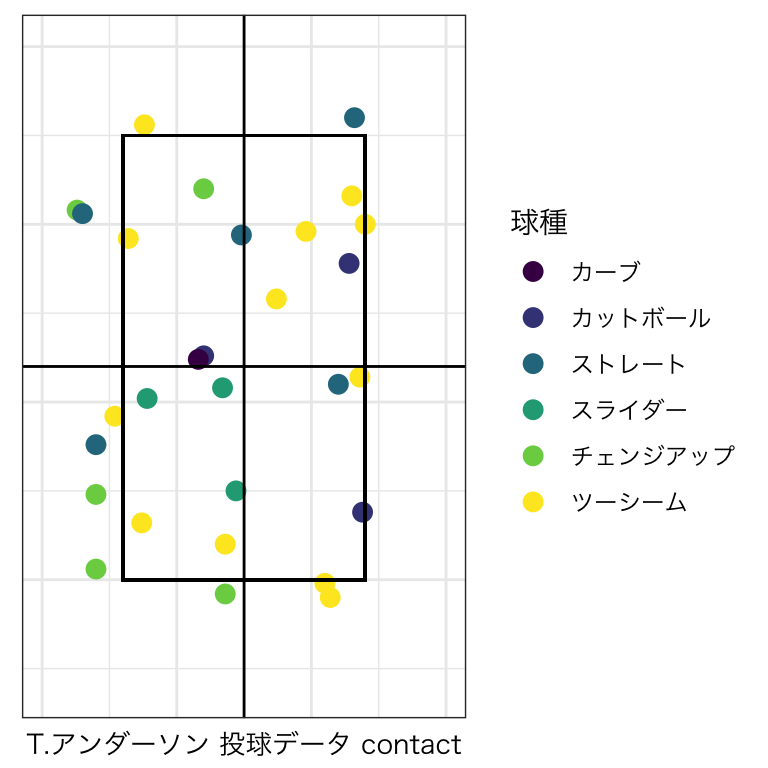 球種
カーブ
カットボール
ストレート
スライダー
チェンジアップ
ツーシーム
T.アンダーソン 投球データ contact